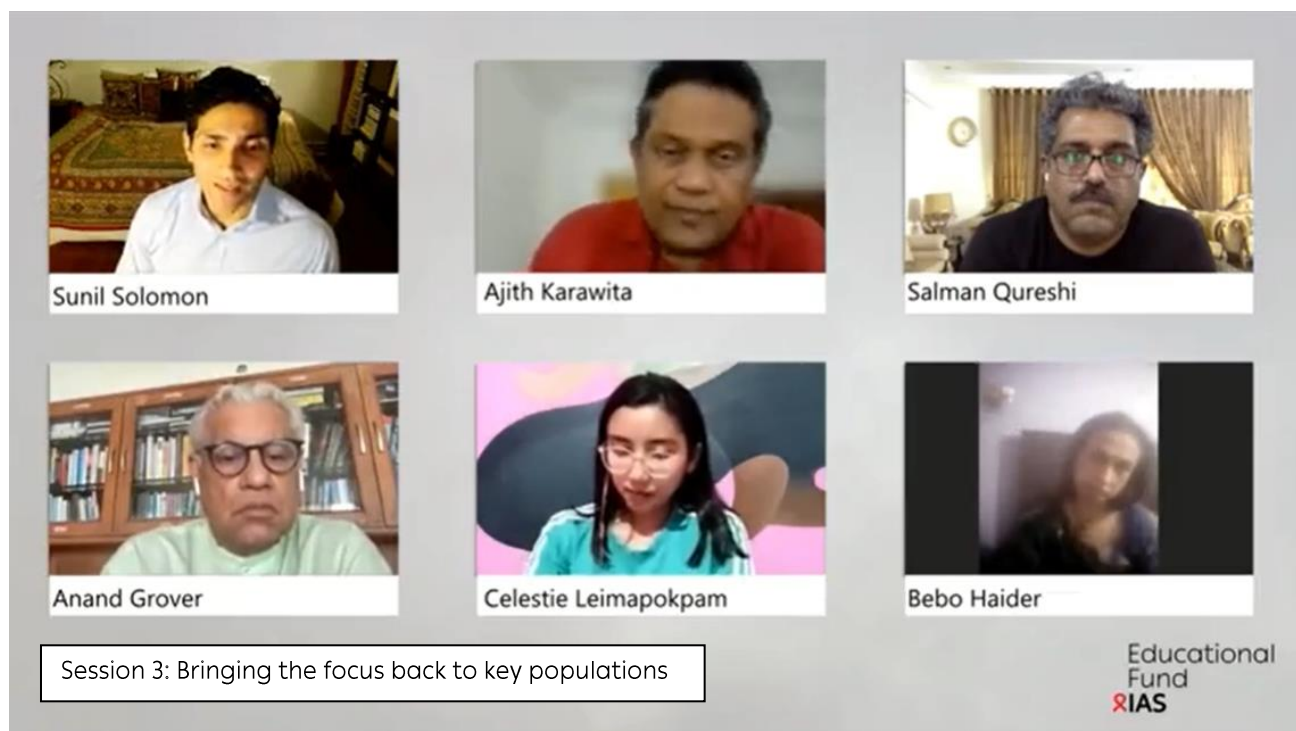 Sunil Solomon
Ajith Karawita
Salman Qureshi
Anand Grover
Celestie Leimapokpam
Bebo Haider
Session 3: Bringing the focus back to key populations
Educational
Fund
IAS